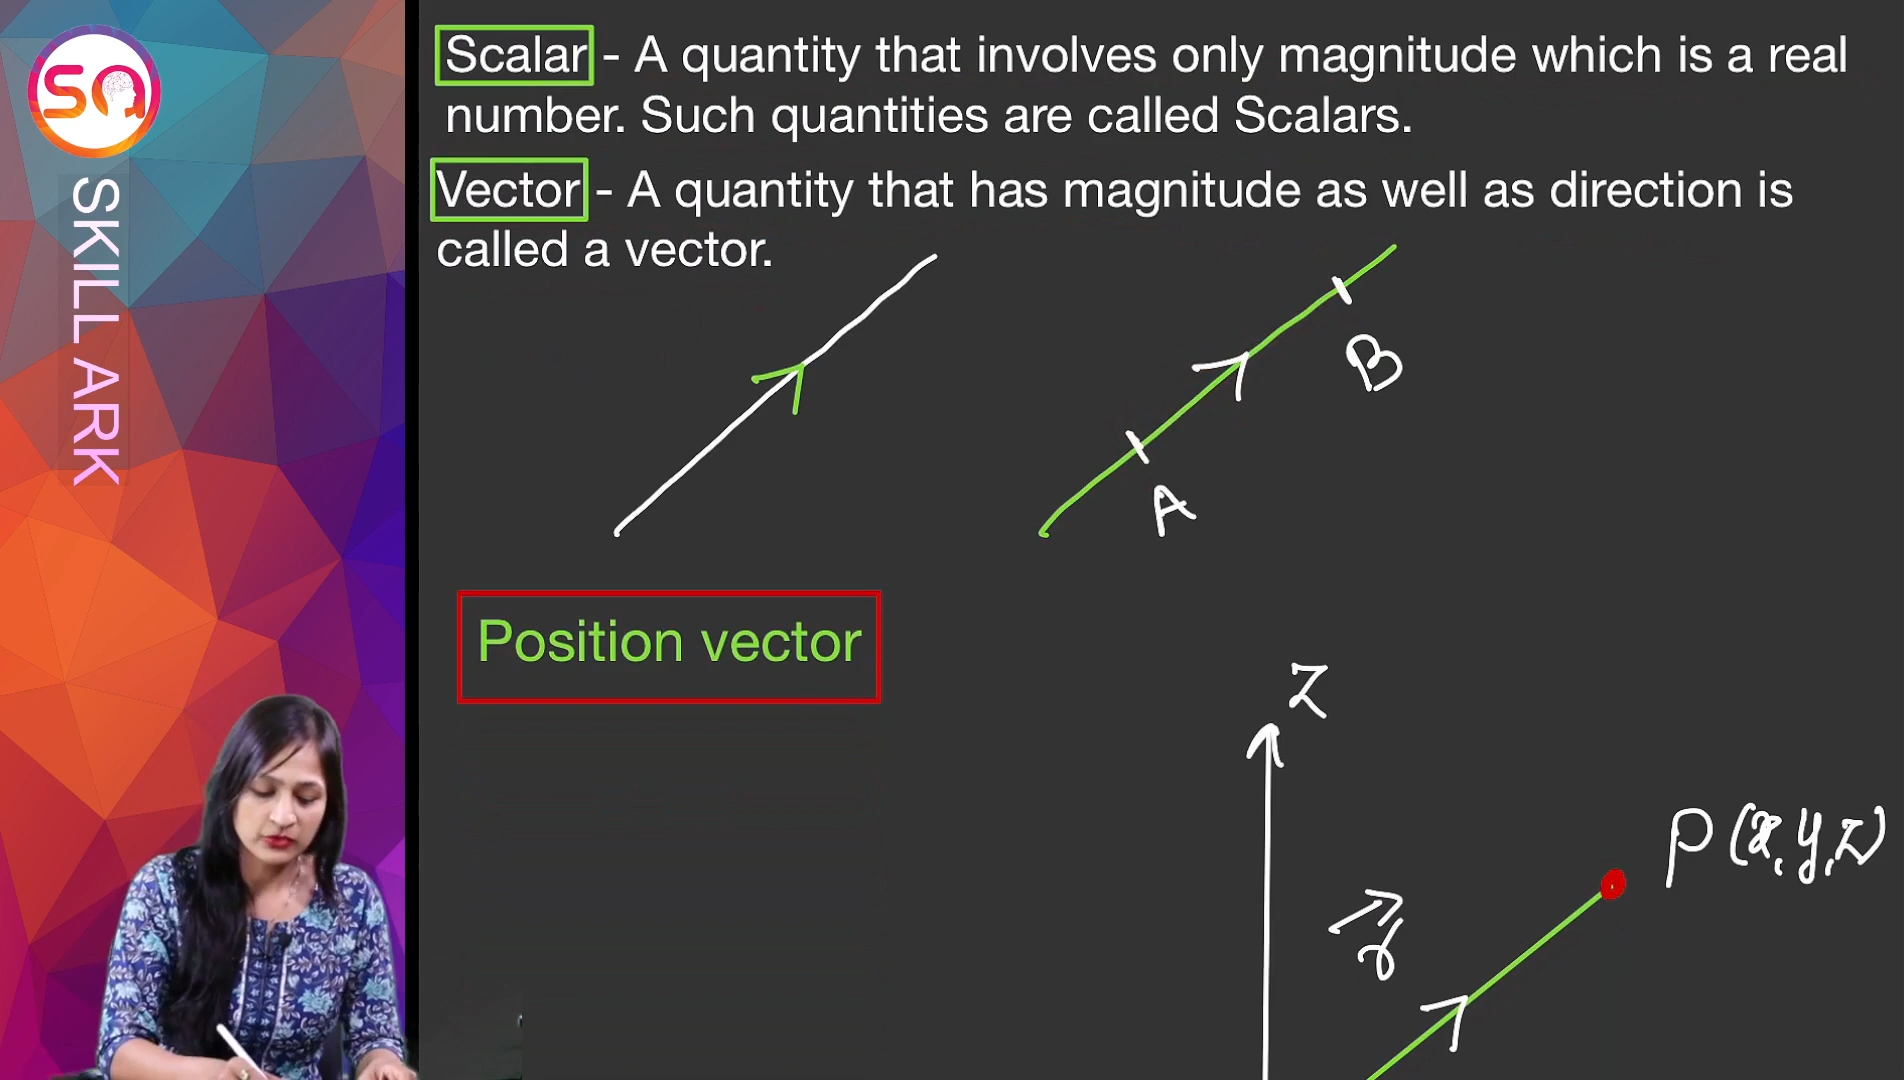 SA
SKILL ARK
Scalar - A quantity that involves only magnitude which is a real
number. Such quantities are called Scalars.
Vector - A quantity that has magnitude as well as direction is
called a vector.
B
A
Position vector
Z
P(x,y,z)
r